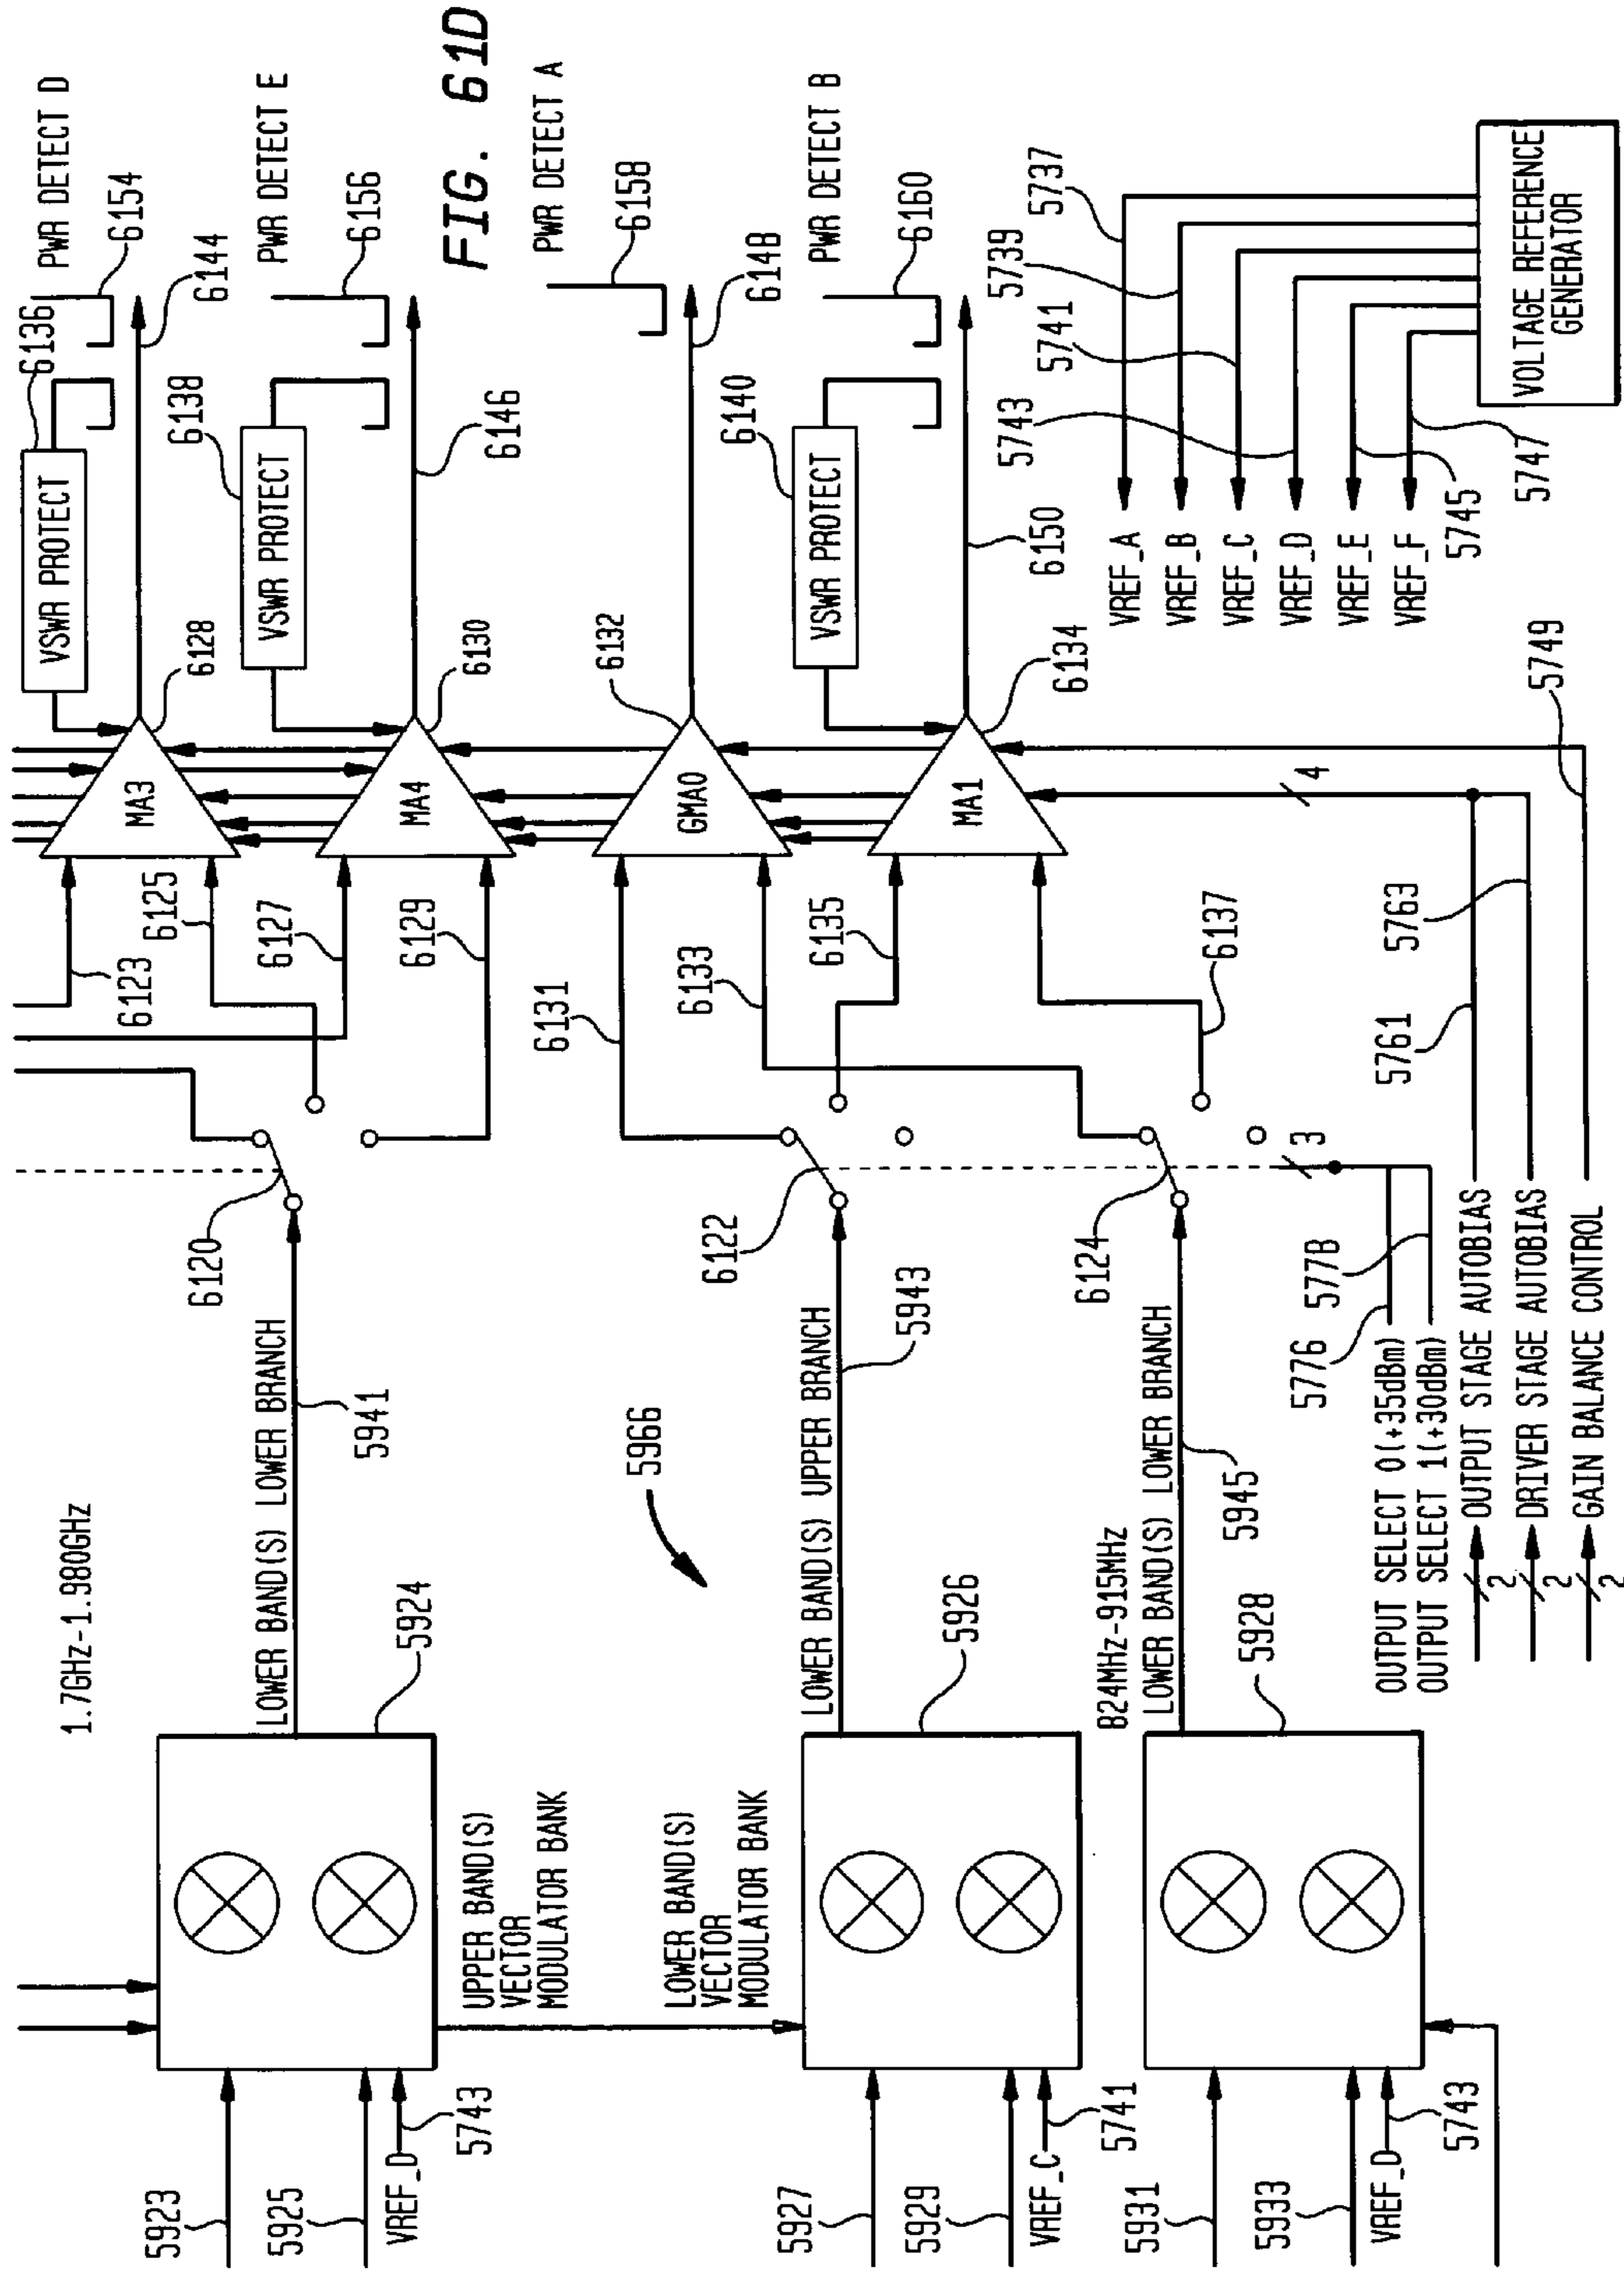 FIG. 61D
1.7GHz-1.980GHz
5923
5925
VREF_D
5743
5924
LOWER BAND(S) LOWER BRANCH
5941
6120
6123
6125
6127
6129
MA3
6128
VSWR PROTECT
6136
PWR DETECT D
6154
6144
MA4
6130
VSWR PROTECT
6138
PWR DETECT E
6156
6146
UPPER BAND(S)
VECTOR
MODULATOR BANK
LOWER BAND(S)
VECTOR
MODULATOR BANK
5966
5927
5929
VREF_C
5741
5926
LOWER BAND(S) UPPER BRANCH
5943
6122
6131
6133
6135
6137
GMA0
6132
PWR DETECT A
6158
6148
MA1
6134
VSWR PROTECT
6140
PWR DETECT B
6160
6150
824MHz-915MHz
LOWER BAND(S) LOWER BRANCH
5945
5928
5931
5933
VREF_D
5743
6124
3
4
5776
5778
OUTPUT SELECT 0(+35dBm)
OUTPUT SELECT 1(+30dBm)
2
OUTPUT STAGE AUTOBIAS
5761
2
DRIVER STAGE AUTOBIAS
5763
2
GAIN BALANCE CONTROL
5749
VREF_A
5737
VREF_B
5739
VREF_C
5741
VREF_D
5743
VREF_E
5745
VREF_F
5747
VOLTAGE REFERENCE
GENERATOR